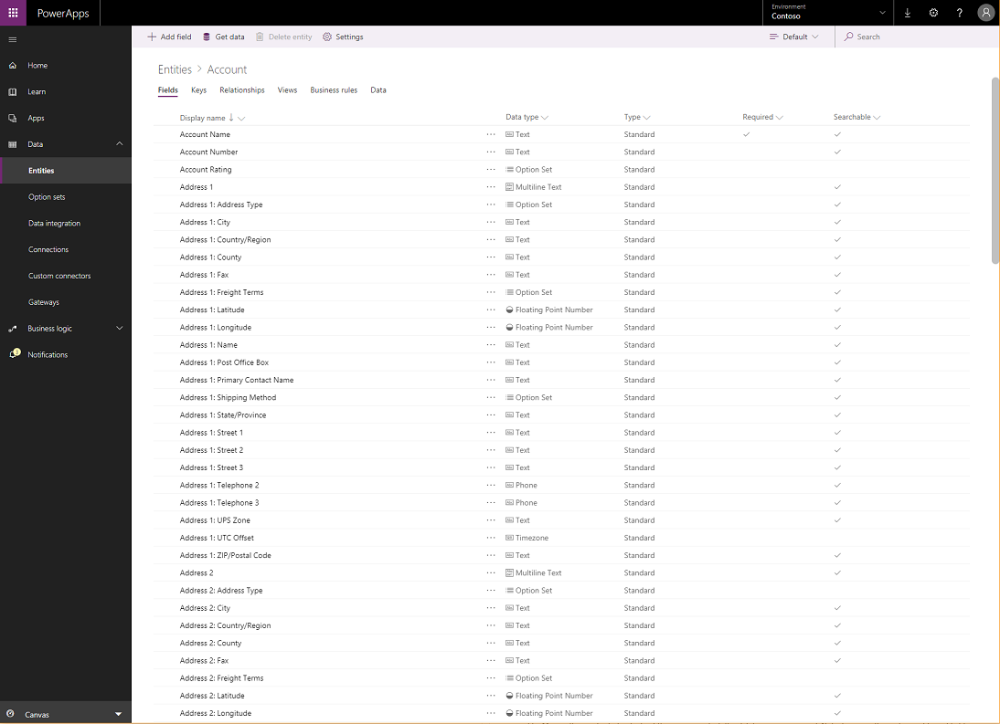 PowerApps
Environment
Contoso
?
Add field
Get data
Delete entity
Settings
Default
Search
Home
Learn
Apps
Data
Entities
Option sets
Data integration
Connections
Custom connectors
Gateways
Business logic
Notifications
Canvas
Entities > Account
Fields Keys Relationships Views Business rules Data
Display name Data type Type Required Searchable
Account Name ··· Text Standard
Account Number ··· Text Standard
Account Rating ··· Option Set Standard
Address 1 ··· Multiline Text Standard
Address 1: Address Type ··· Option Set Standard
Address 1: City ··· Text Standard
Address 1: Country/Region ··· Text Standard
Address 1: County ··· Text Standard
Address 1: Fax ··· Text Standard
Address 1: Freight Terms ··· Option Set Standard
Address 1: Latitude ··· Floating Point Number Standard
Address 1: Longitude ··· Floating Point Number Standard
Address 1: Name ··· Text Standard
Address 1: Post Office Box ··· Text Standard
Address 1: Primary Contact Name ··· Text Standard
Address 1: Shipping Method ··· Option Set Standard
Address 1: State/Province ··· Text Standard
Address 1: Street 1 ··· Text Standard
Address 1: Street 2 ··· Text Standard
Address 1: Street 3 ··· Text Standard
Address 1: Telephone 2 ··· Phone Standard
Address 1: Telephone 3 ··· Phone Standard
Address 1: UPS Zone ··· Text Standard
Address 1: UTC Offset ··· Timezone Standard
Address 1: ZIP/Postal Code ··· Text Standard
Address 2 ··· Multiline Text Standard
Address 2: Address Type ··· Option Set Standard
Address 2: City ··· Text Standard
Address 2: Country/Region ··· Text Standard
Address 2: County ··· Text Standard
Address 2: Fax ··· Text Standard
Address 2: Freight Terms ··· Option Set Standard
Address 2: Latitude ··· Floating Point Number Standard
Address 2: Longitude ··· Floating Point Number Standard